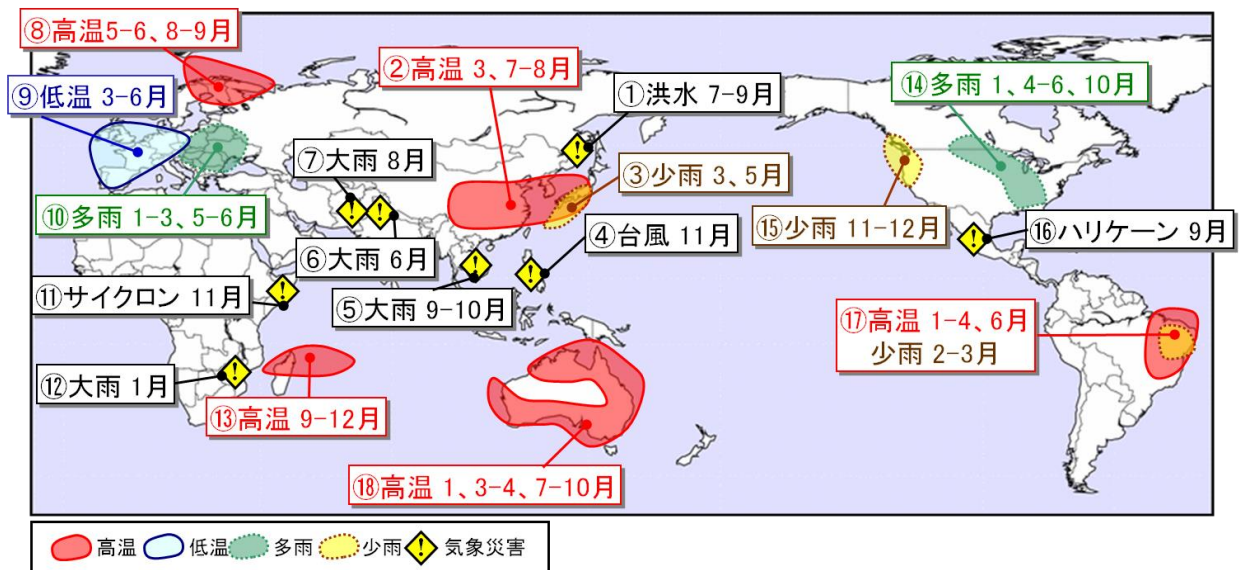 ⑧高温5-6、8-9月
②高温 3、7-8月
⑨低温 3-6月
①洪水 7-9月
⑭多雨 1、4-6、10月
⑦大雨 8月
③少雨 3、5月
⑩多雨 1-3、5-6月
④台風 11月
⑮少雨 11-12月
⑯ハリケーン 9月
⑥大雨 6月
⑪サイクロン 11月
⑤大雨 9-10月
⑰高温 1-4、6月
少雨 2-3月
⑫大雨 1月
⑬高温 9-12月
⑱高温 1、3-4、7-10月
高温 低温 多雨 少雨 気象災害